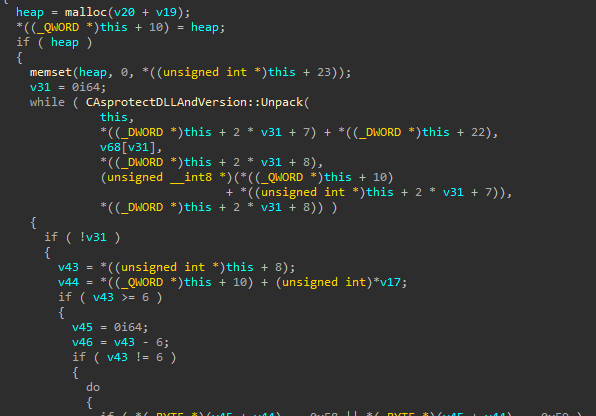 {
heap = malloc(v20 + v19);
*((_QWORD *)this + 10) = heap;
if ( heap )
{
memset(heap, 0, *((unsigned int *)this + 23));
v31 = 0i64;
while ( CAsprotectDLLAndVersion::Unpack(
this,
*((_DWORD *)this + 2 * v31 + 7) + *((_DWORD *)this + 22),
v68[v31],
*((_DWORD *)this + 2 * v31 + 8),
(unsigned __int8 *)(*((_QWORD *)this + 10)
+ *((unsigned int *)this + 2 * v31 + 7)),
*((_DWORD *)this + 2 * v31 + 8)) )
{
if ( !v31 )
{
v43 = *((unsigned int *)this + 8);
v44 = *((_QWORD *)this + 10) + (unsigned int)*v17;
if ( v43 >= 6 )
{
v45 = 0i64;
v46 = v43 - 6;
if ( v43 != 6 )
{
do
{